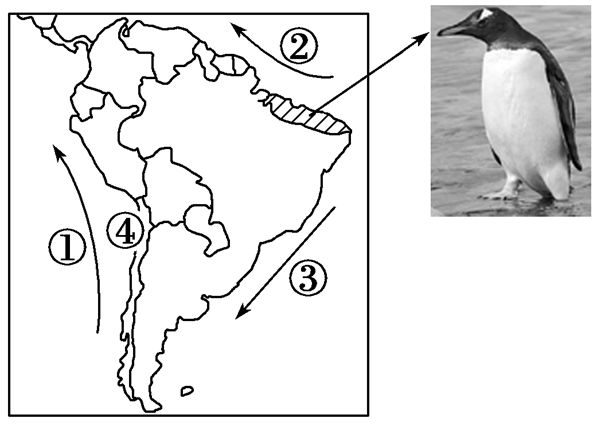 ②
①
④
③